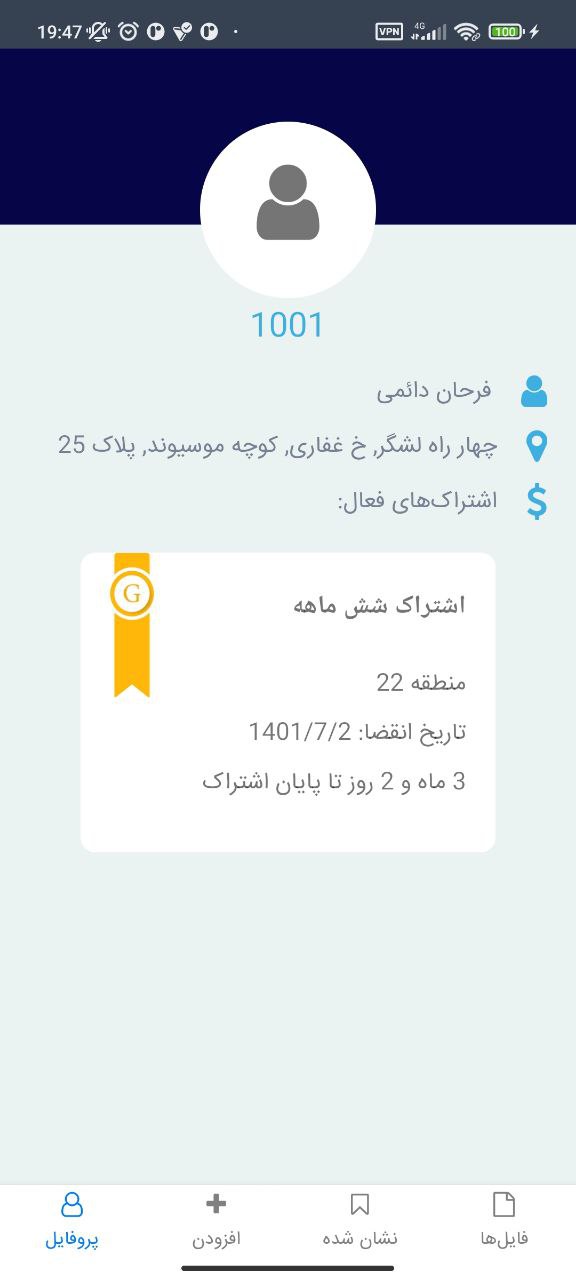 19:47 VPN 4G 100
1001
فرحان دائمی
چهار راه لشگر, خ غفاری, کوچه موسیوند, پلاک 25
اشتراک‌های فعال:
G
اشتراک شش ماهه
منطقه 22
تاریخ انقضا: 1401/7/2
3 ماه و 2 روز تا پایان اشتراک
فایل‌ها نشان شده افزودن پروفایل